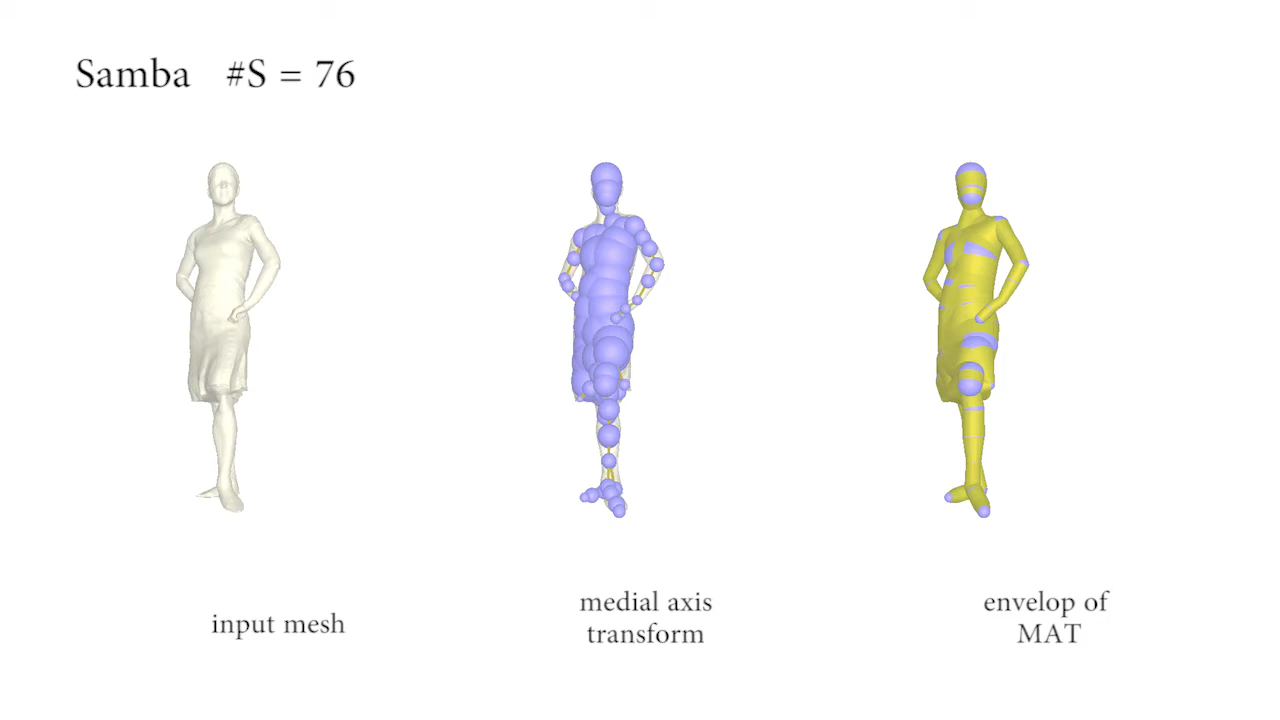 Samba #S = 76
input mesh
medial axis
transform
envelop of
MAT